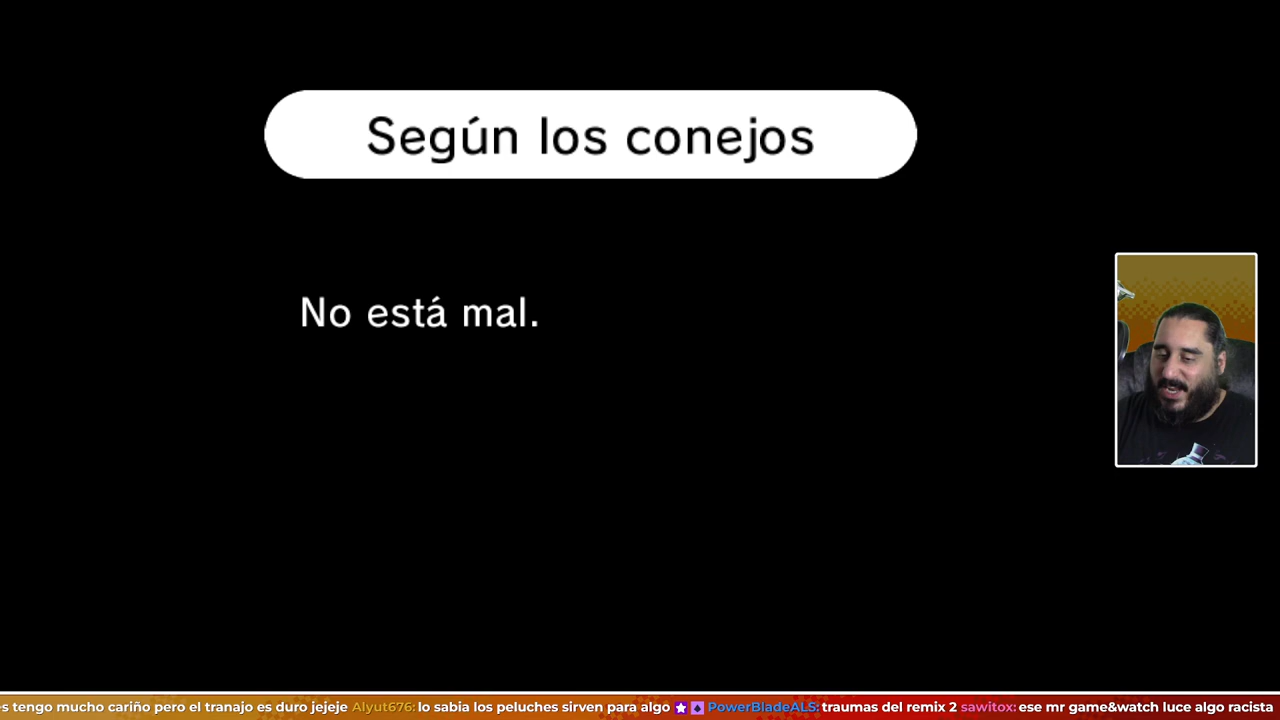 Según los conejos
No está mal.
s tengo mucho cariño pero el tranajo es duro jejeje Alyut676: lo sabia los peluches sirven para algo PowerBladeALS: traumas del remix 2 sawitox: ese mr game&watch luce algo racista